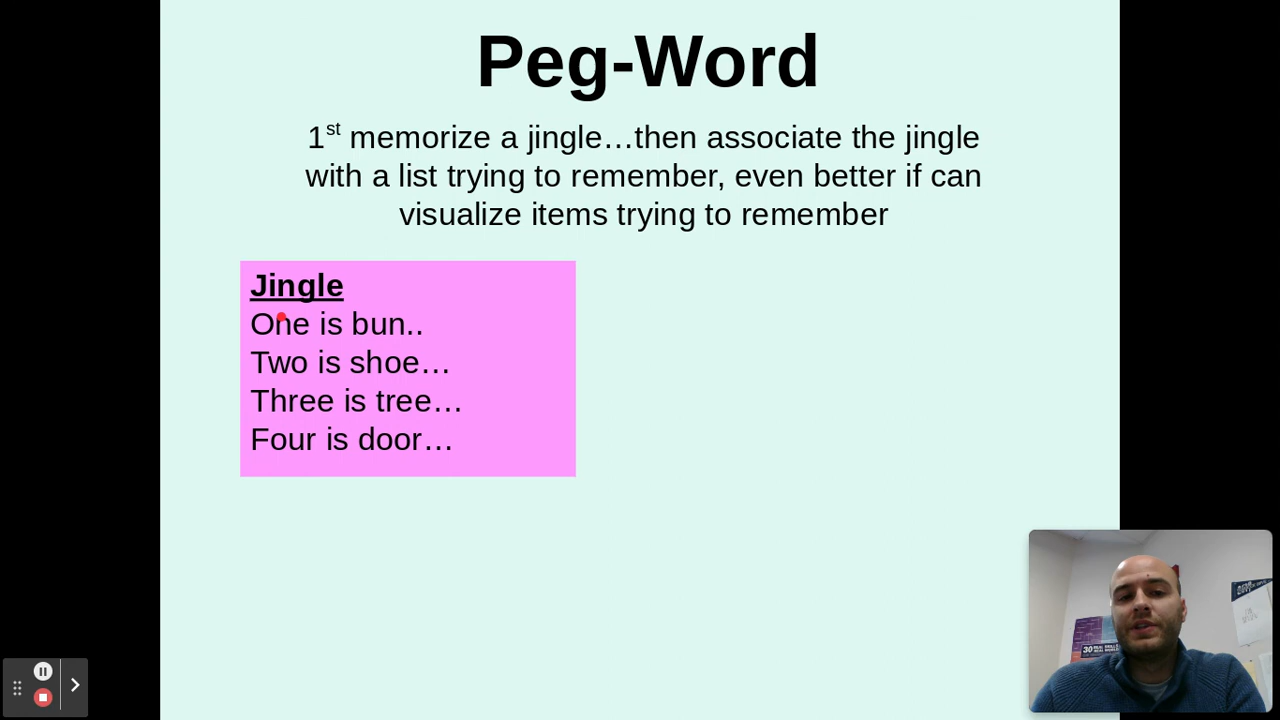 Peg-Word
1st memorize a jingle…then associate the jingle
with a list trying to remember, even better if can
visualize items trying to remember
Jingle
One is bun..
Two is shoe…
Three is tree…
Four is door…
30